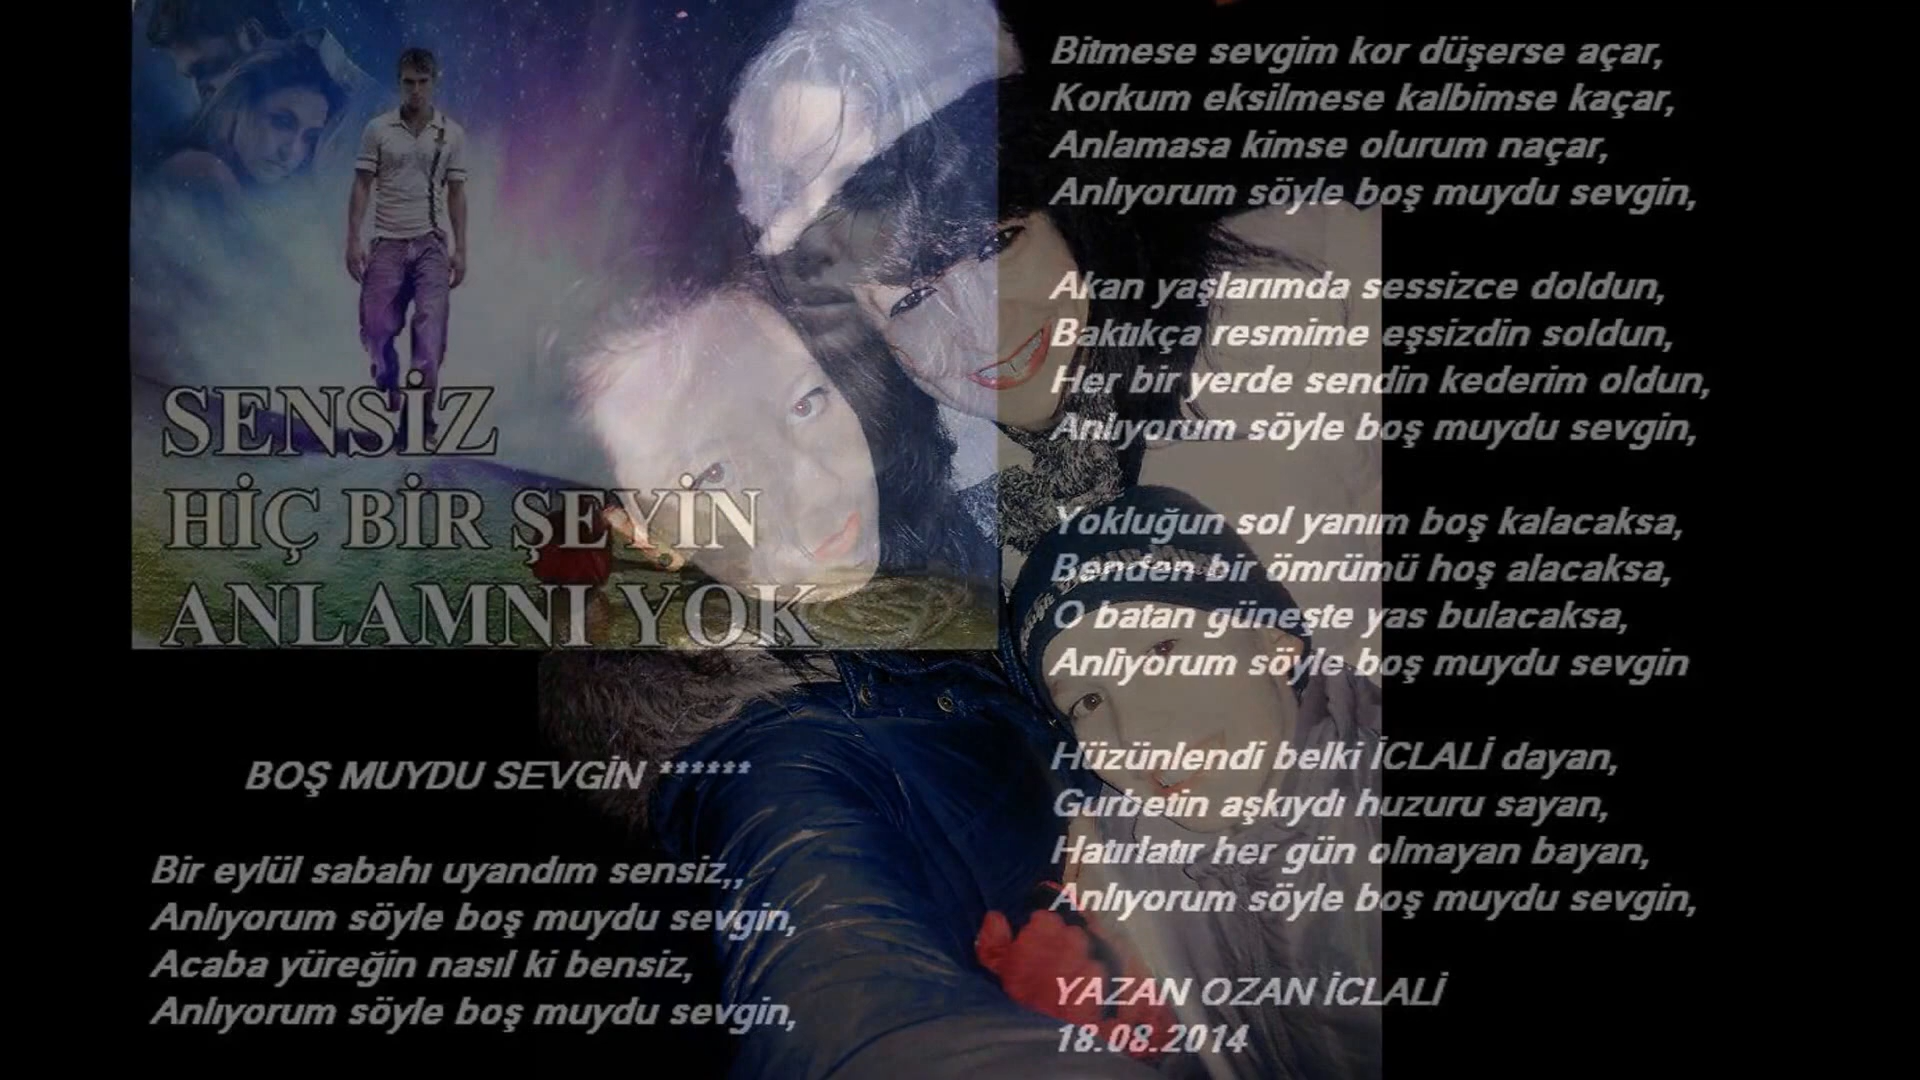 SENSİZ
HİÇ BİR ŞEYİN
ANLAMNI YOK
BOŞ MUYDU SEVGİN ******
Bir eylül sabahı uyandım sensiz,,
Anlıyorum söyle boş muydu sevgin,
Acaba yüreğin nasıl ki bensiz,
Anlıyorum söyle boş muydu sevgin,
Bitmese sevgim kor düşerse açar,
Korkum eksilmese kalbimse kaçar,
Anlamasa kimse olurum naçar,
Anlıyorum söyle boş muydu sevgin,
Akan yaşlarımda sessizce doldun,
Baktıkça resmime eşsizdin soldun,
Her bir yerde sendin kederim oldun,
Anlıyorum söyle boş muydu sevgin,
Yokluğun sol yanım boş kalacaksa,
Benden bir ömrümü hoş alacaksa,
O batan güneşte yas bulacaksa,
Anlıyorum söyle boş muydu sevgin
Hüzünlendi belki İCLALİ dayan,
Gurbetin aşkıydı huzuru sayan,
Hatırlatır her gün olmayan bayan,
Anlıyorum söyle boş muydu sevgin,
YAZAN OZAN İCLALİ
18.08.2014